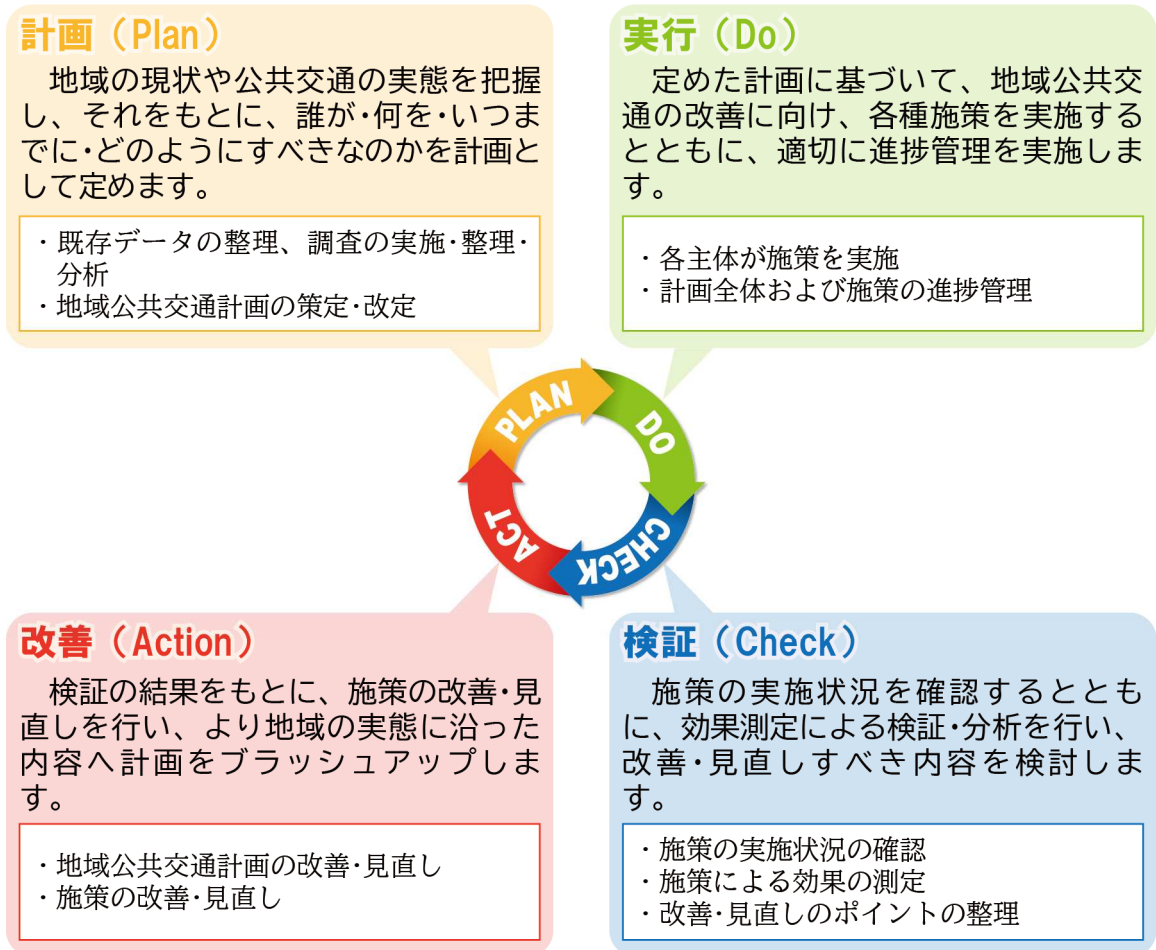 計画（Plan）
　地域の現状や公共交通の実態を把握
し、それをもとに、誰が・何を・いつま
でに・どのようにすべきなのかを計画と
して定めます。
・既存データの整理、調査の実施・整理・
分析
・地域公共交通計画の策定・改定
実行（Do）
　定めた計画に基づいて、地域公共交
通の改善に向け、各種施策を実施する
とともに、適切に進捗管理を実施しま
す。
・各主体が施策を実施
・計画全体および施策の進捗管理
PLAN
DO
CHECK
ACT
改善（Action）
　検証の結果をもとに、施策の改善・見
直しを行い、より地域の実態に沿った
内容へ計画をブラッシュアップしま
す。
・地域公共交通計画の改善・見直し
・施策の改善・見直し
検証（Check）
　施策の実施状況を確認するととも
に、効果測定による検証・分析を行い、
改善・見直しすべき内容を検討しま
す。
・施策の実施状況の確認
・施策による効果の測定
・改善・見直しのポイントの整理